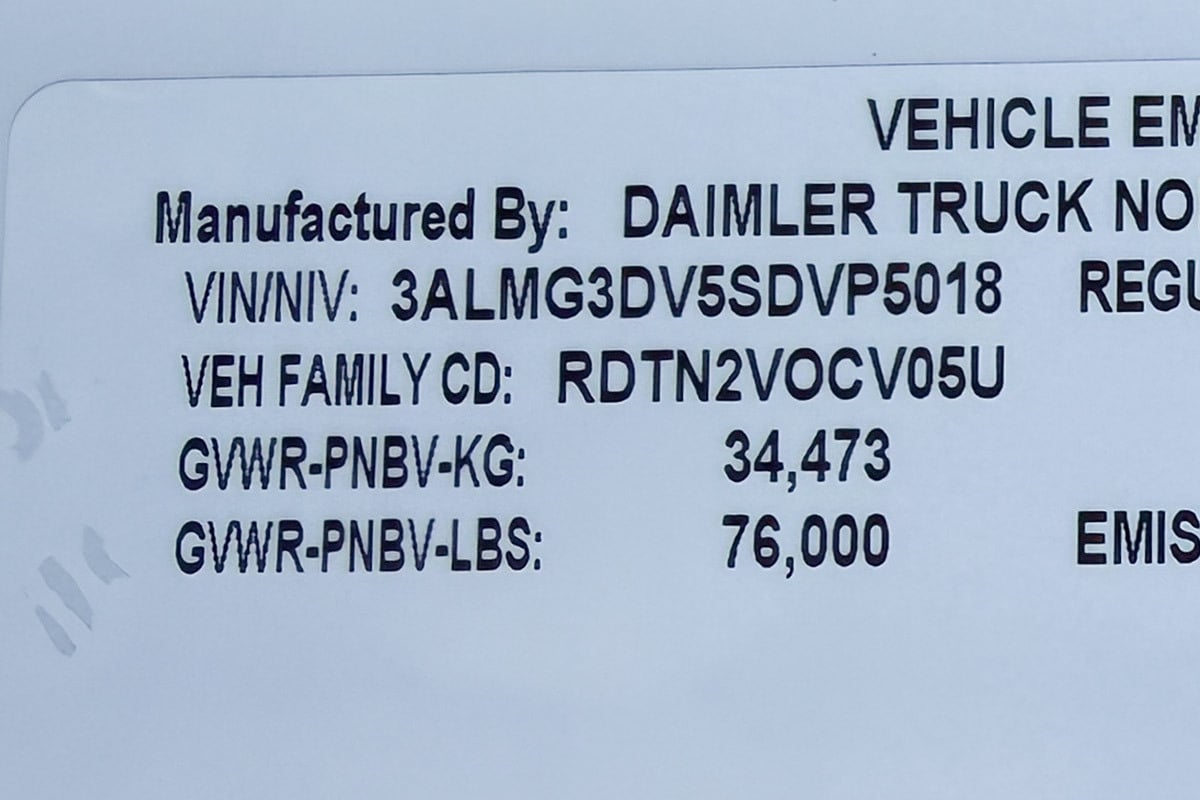 VEHICLE EM
Manufactured By: DAIMLER TRUCK NO
VIN/NIV: 3ALMG3DV5SDVP5018 REGU
VEH FAMILY CD: RDTN2VOCV05U
GVWR-PNBV-KG: 34,473
GVWR-PNBV-LBS: 76,000 EMIS